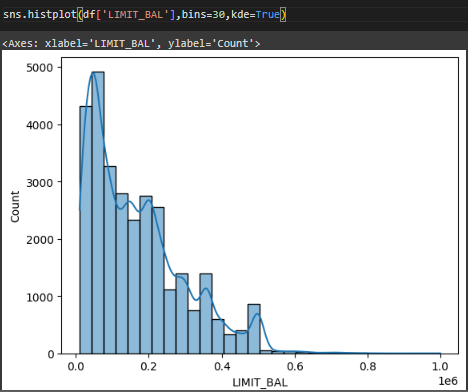 sns.histplot(df['LIMIT_BAL'],bins=30,kde=True)
<Axes: xlabel='LIMIT_BAL', ylabel='Count'>
5000
4000
3000
2000
1000
0
Count
0.0 0.2 0.4 0.6 0.8 1.0
1e6
LIMIT_BAL